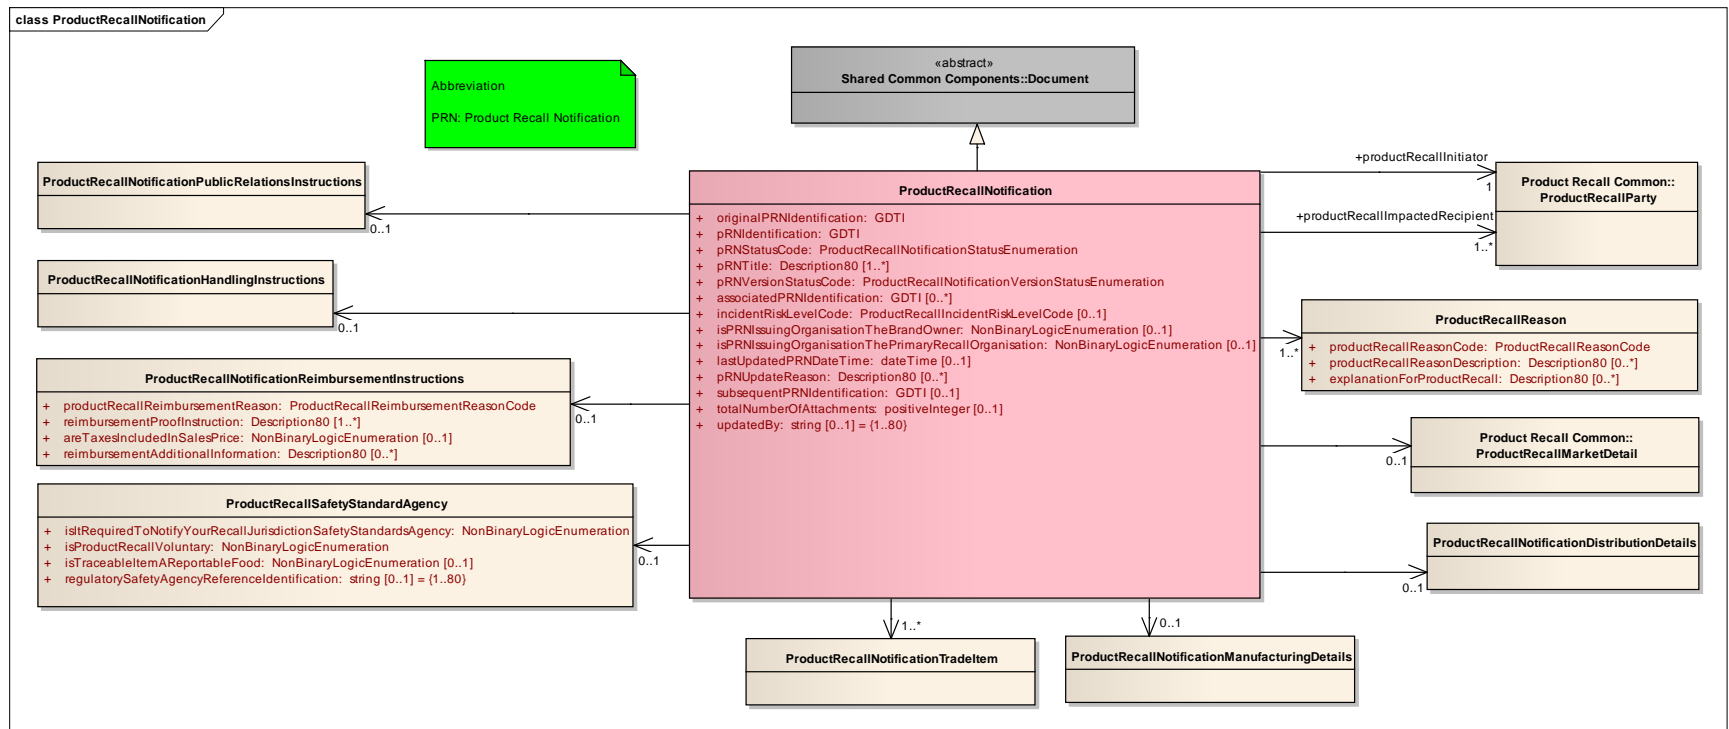 class ProductRecallNotification
Abbreviation
PRN: Product Recall Notification
«abstract»
Shared Common Components::Document
ProductRecallNotification
+ originalPRNIdentification: GDTI
+ pRNIdentification: GDTI
+ pRNStatusCode: ProductRecallNotificationStatusEnumeration
+ pRNTitle: Description80 [1..*]
+ pRNVersionStatusCode: ProductRecallNotificationVersionStatusEnumeration
+ associatedPRNIdentification: GDTI [0..*]
+ incidentRiskLevelCode: ProductRecallIncidentRiskLevelCode [0..1]
+ isPRNIssuingOrganisationTheBrandOwner: NonBinaryLogicEnumeration [0..1]
+ isPRNIssuingOrganisationThePrimaryRecallOrganisation: NonBinaryLogicEnumeration [0..1]
+ lastUpdatedPRNDateTime: dateTime [0..1]
+ pRNUpdateReason: Description80 [0..*]
+ subsequentPRNIdentification: GDTI [0..1]
+ totalNumberOfAttachments: positiveInteger [0..1]
+ updatedBy: string [0..1] = {1..80}
ProductRecallNotificationPublicRelationsInstructions
0..1
ProductRecallNotificationHandlingInstructions
0..1
ProductRecallNotificationReimbursementInstructions
+ productRecallReimbursementReason: ProductRecallReimbursementReasonCode
+ reimbursementProofInstruction: Description80 [1..*]
+ areTaxesIncludedInSalesPrice: NonBinaryLogicEnumeration [0..1]
+ reimbursementAdditionalInformation: Description80 [0..*]
0..1
ProductRecallSafetyStandardAgency
+ isItRequiredToNotifyYourRecallJurisdictionSafetyStandardsAgency: NonBinaryLogicEnumeration
+ isProductRecallVoluntary: NonBinaryLogicEnumeration
+ isTraceableItemAReportableFood: NonBinaryLogicEnumeration [0..1]
+ regulatorySafetyAgencyReferenceIdentification: string [0..1] = {1..80}
0..1
+productRecallInitiator
1
+productRecallImpactedRecipient
1..*
Product Recall Common::
ProductRecallParty
ProductRecallReason
+ productRecallReasonCode: ProductRecallReasonCode
+ productRecallReasonDescription: Description80 [0..*]
+ explanationForProductRecall: Description80 [0..*]
1..*
Product Recall Common::
ProductRecallMarketDetail
0..1
ProductRecallNotificationDistributionDetails
0..1
1..*
ProductRecallNotificationTradeItem
0..1
ProductRecallNotificationManufacturingDetails